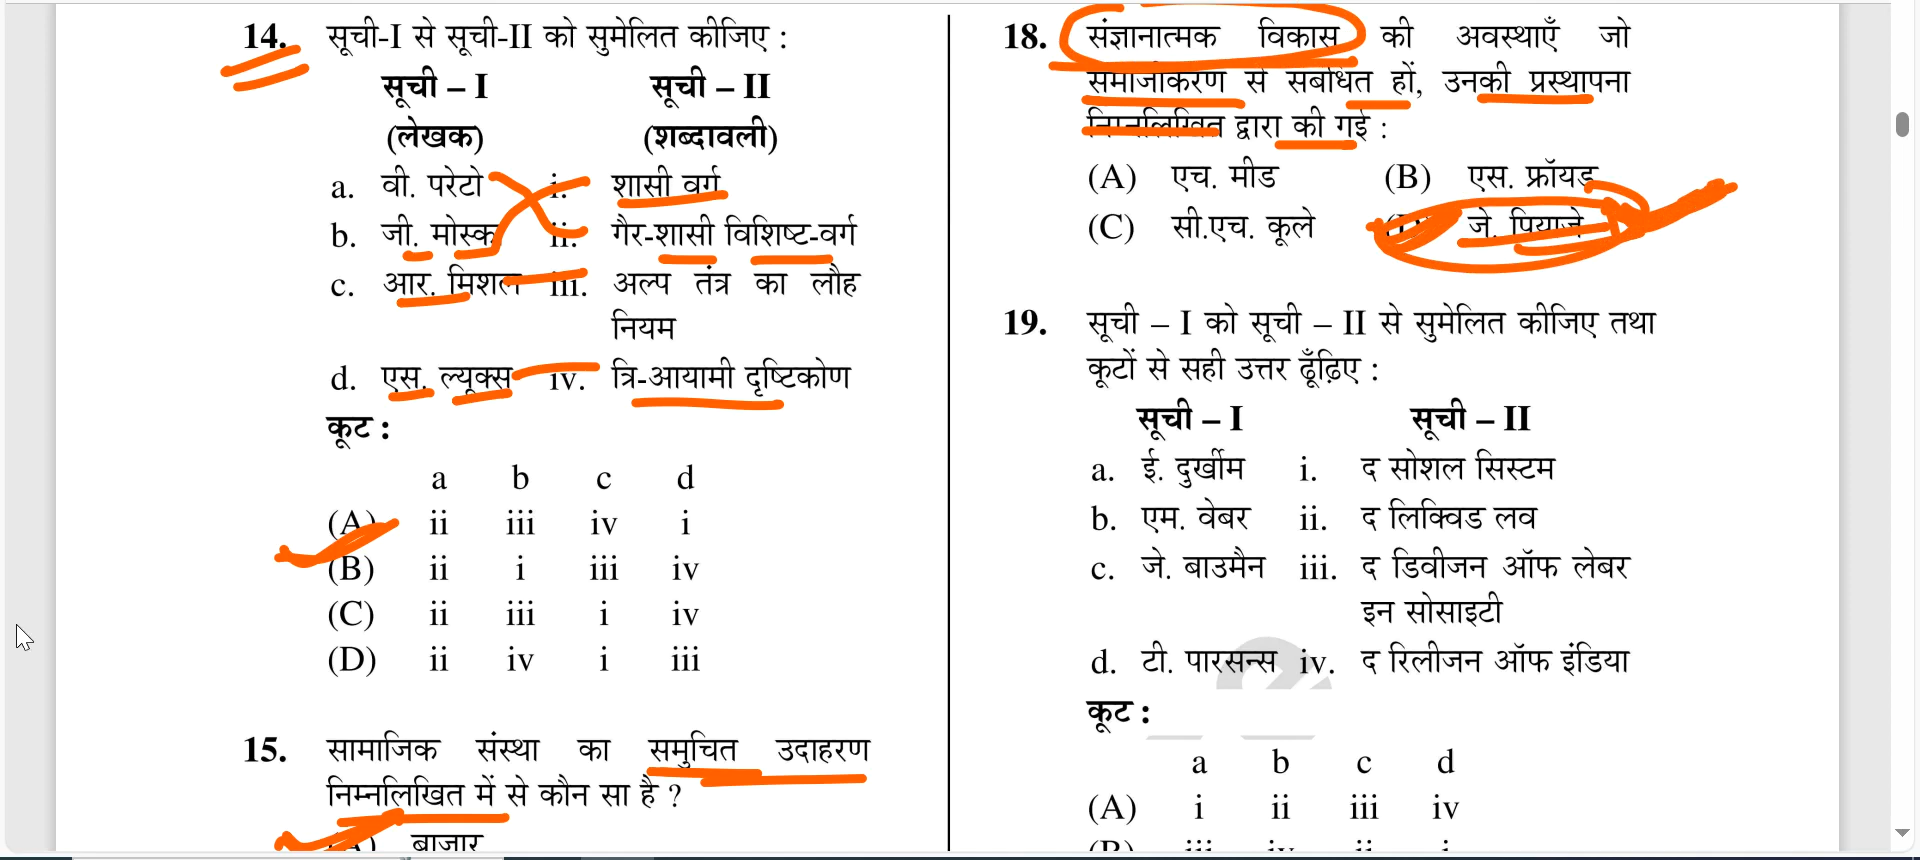 14. सूची-I से सूची-II को सुमेलित कीजिए :
सूची – I सूची – II
(लेखक) (शब्दावली)
a. वी. परेटो i. शासी वर्ग
b. जी. मोस्क ii. गैर-शासी विशिष्ट-वर्ग
c. आर. मिशल iii. अल्प तंत्र का लौह
नियम
d. एस. ल्यूक्स iv. त्रि-आयामी दृष्टिकोण
कूट :
a b c d
(A) ii iii iv i
(B) ii i iii iv
(C) ii iii i iv
(D) ii iv i iii
15. सामाजिक संस्था का समुचित उदाहरण
निम्नलिखित में से कौन सा है ?
(A) बाजार
18. संज्ञानात्मक विकास की अवस्थाएँ जो
समाजीकरण से संबंधित हों, उनकी प्रस्थापना
निम्नलिखित द्वारा की गई :
(A) एच. मीड (B) एस. फ्रॉयड
(C) सी.एच. कूले (D) जे. पियाजे
19. सूची – I को सूची – II से सुमेलित कीजिए तथा
कूटों से सही उत्तर ढूँढ़िए :
सूची – I सूची – II
a. ई. दुर्खीम i. द सोशल सिस्टम
b. एम. वेबर ii. द लिक्विड लव
c. जे. बाउमैन iii. द डिवीजन ऑफ लेबर
इन सोसाइटी
d. टी. पारसन्स iv. द रिलीजन ऑफ इंडिया
कूट :
a b c d
(A) i ii iii iv
(B) iii iv ii i